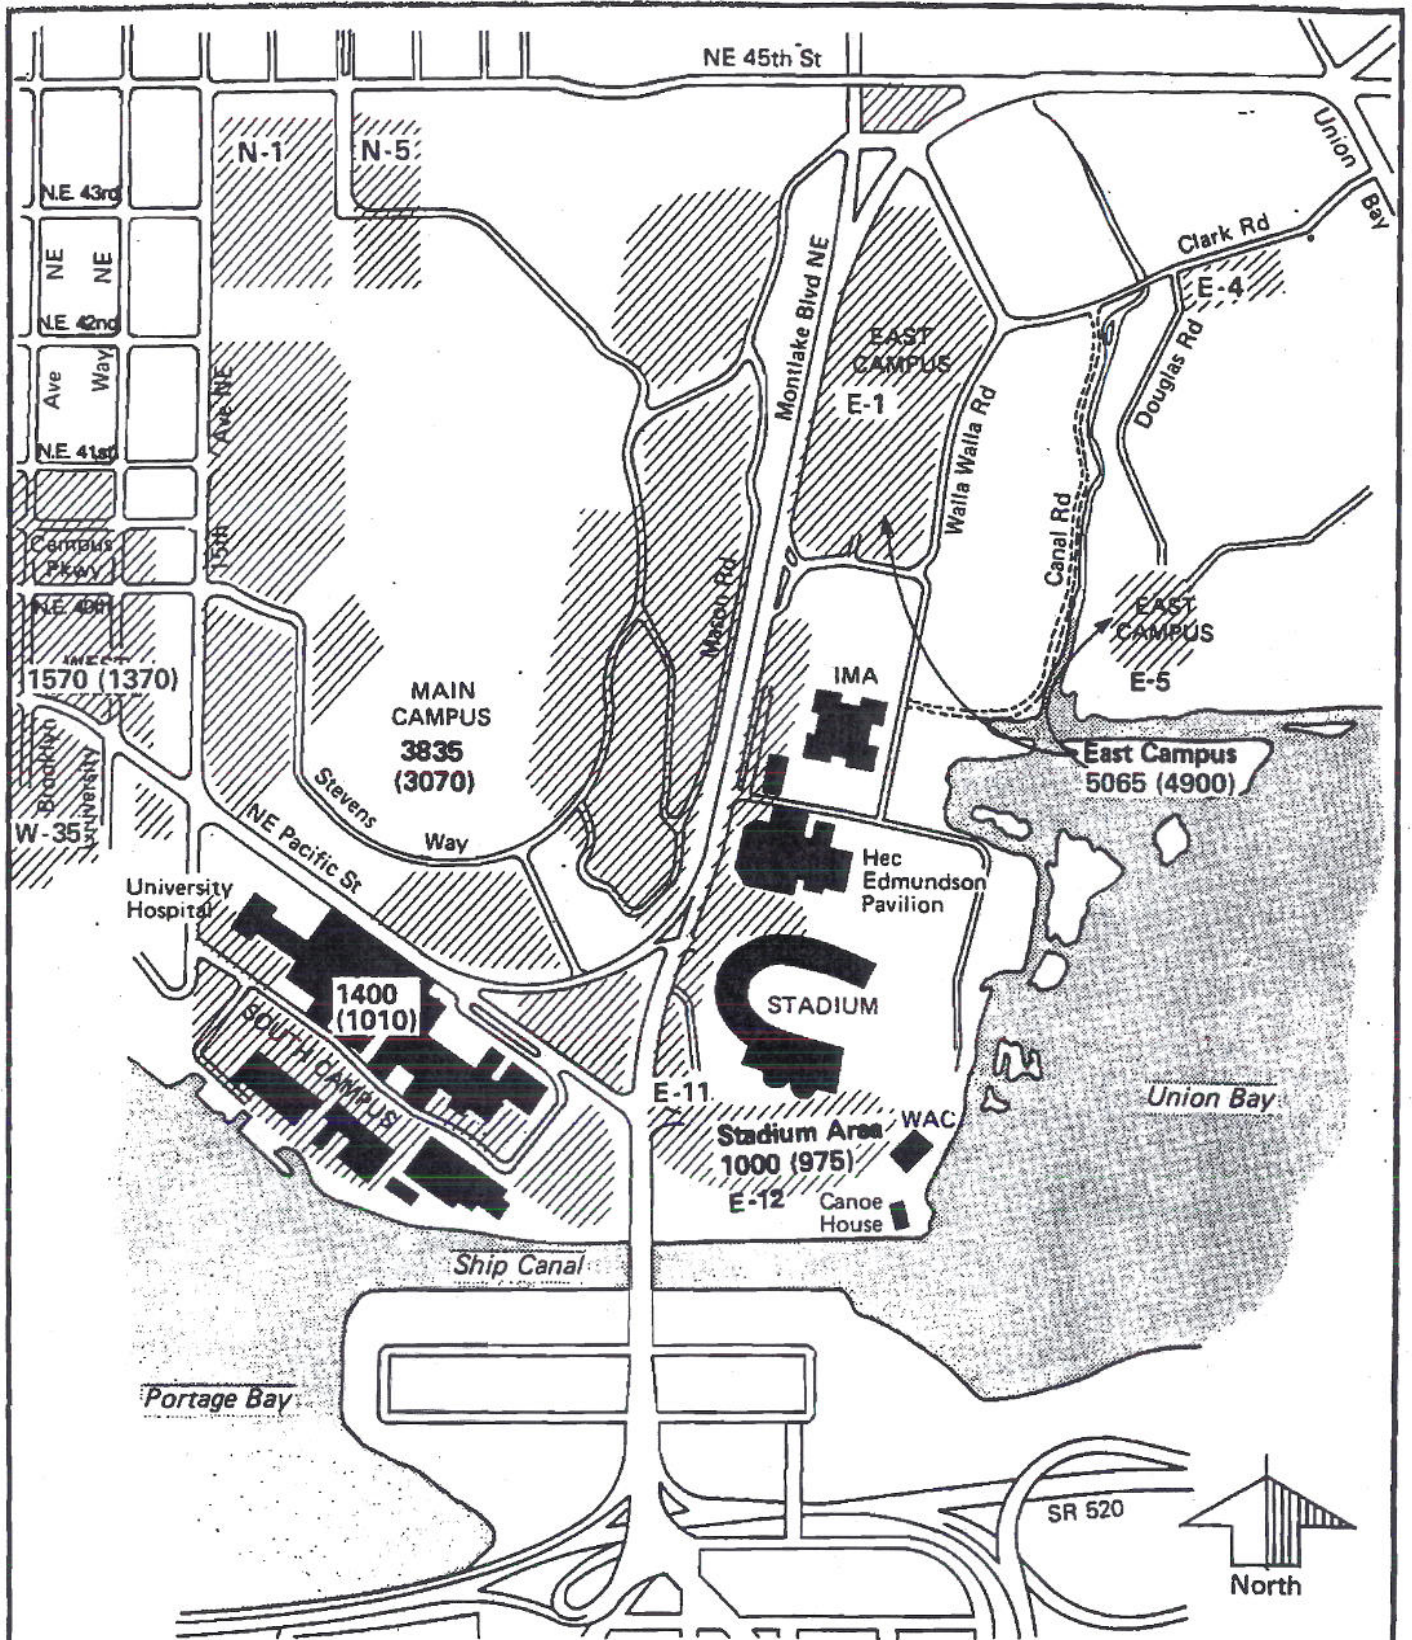 NE 45th St
N-1
N-5
Union
Bay
N.E. 43rd
NE
NE
Clark Rd
E-4
Montlake Blvd NE
N.E. 42nd
EAST
CAMPUS
E-1
Douglas Rd
Ave
Way
Ave NE
Walla Walla Rd
N.E. 41st
15th
Canal Rd
Campus
Pkwy
N.E. 40th
Mason Rd
EAST
CAMPUS
E-5
WEST
1570 (1370)
IMA
MAIN
CAMPUS
3835
(3070)
East Campus
5065 (4900)
Brooklyn
University
W-35
Stevens
Way
NE Pacific St
Hec
Edmundson
Pavilion
University
Hospital
1400
(1010)
STADIUM
SOUTH CAMPUS
E-11
Union Bay
Stadium Area
1000 (975)
WAC
E-12
Canoe
House
Ship Canal
Portage Bay
SR 520
North